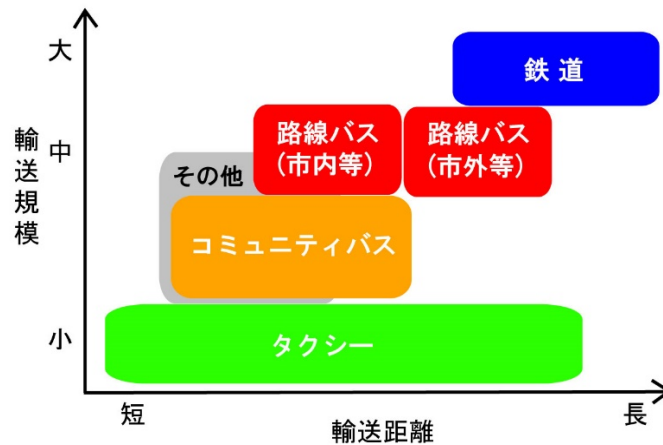 大
鉄道
路線バス
(市内等)
路線バス
(市外等)
中
輸送規模
その他
コミュニティバス
小
タクシー
短
輸送距離
長